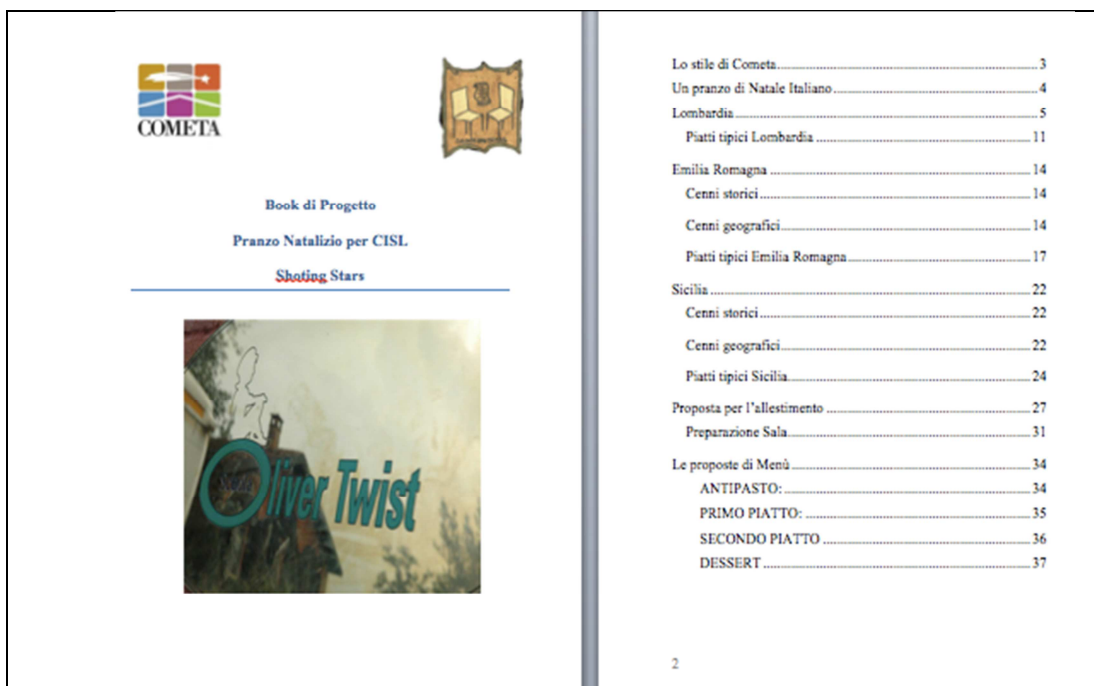 COMETA
Book di Progetto
Pranzo Natalizio per CISL
Shoting Stars
Oliver Twist
Lo stile di Cometa 3
Un pranzo di Natale Italiano 4
Lombardia 5
Piatti tipici Lombardia 11
Emilia Romagna 14
Cenni storici 14
Cenni geografici 14
Piatti tipici Emilia Romagna 17
Sicilia 22
Cenni storici 22
Cenni geografici 22
Piatti tipici Sicilia 24
Proposta per l'allestimento 27
Preparazione Sala 31
Le proposte di Menù 34
ANTIPASTO: 34
PRIMO PIATTO: 35
SECONDO PIATTO 36
DESSERT 37
2